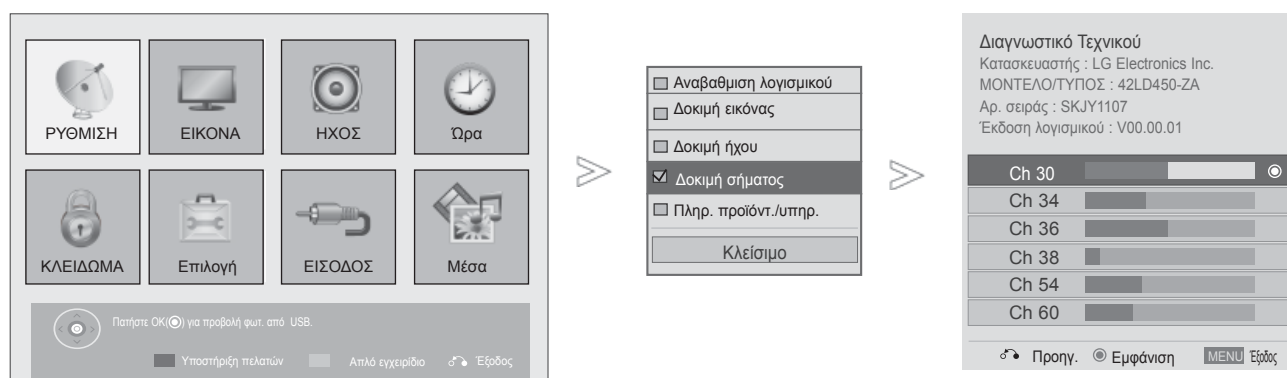 ΡΥΘΜΙΣΗ ΕΙΚΟΝΑ ΗΧΟΣ Ώρα
ΚΛΕΙΔΩΜΑ Επιλογή ΕΙΣΟΔΟΣ Μέσα
Πατήστε OK(◉) για προβολή φωτ. από USB.
Υποστήριξη πελατών Απλό εγχειρίδιο Έξοδος
Αναβαθμιση λογισμικού
Δοκιμή εικόνας
Δοκιμή ήχου
Δοκιμή σήματος
Πληρ. προϊόντ./υπηρ.
Κλείσιμο
Διαγνωστικό Τεχνικού
Κατασκευαστής : LG Electronics Inc.
ΜΟΝΤΕΛΟ/ΤΥΠΟΣ : 42LD450-ZA
Αρ. σειράς : SKJY1107
Έκδοση λογισμικού : V00.00.01
Ch 30
Ch 34
Ch 36
Ch 38
Ch 54
Ch 60
Προηγ. ◉ Εμφάνιση MENU Έξοδος